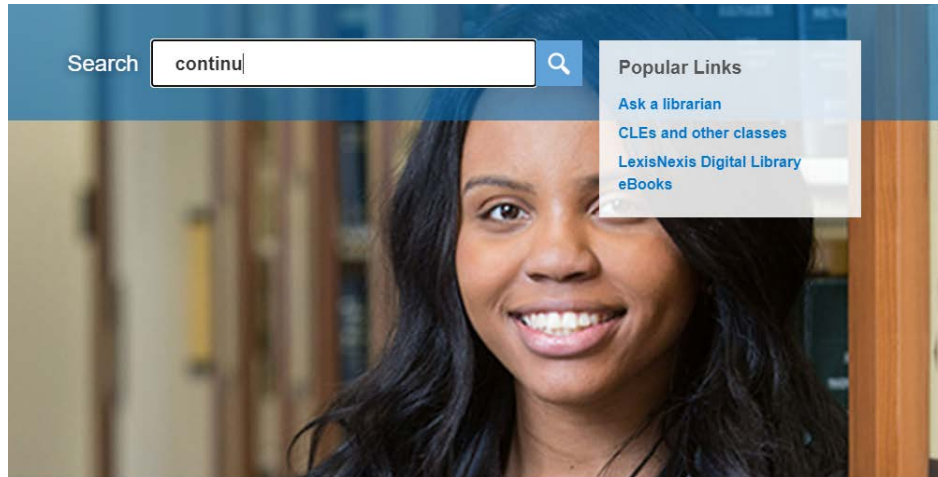 Search
continu
Popular Links
Ask a librarian
CLEs and other classes
LexisNexis Digital Library
eBooks